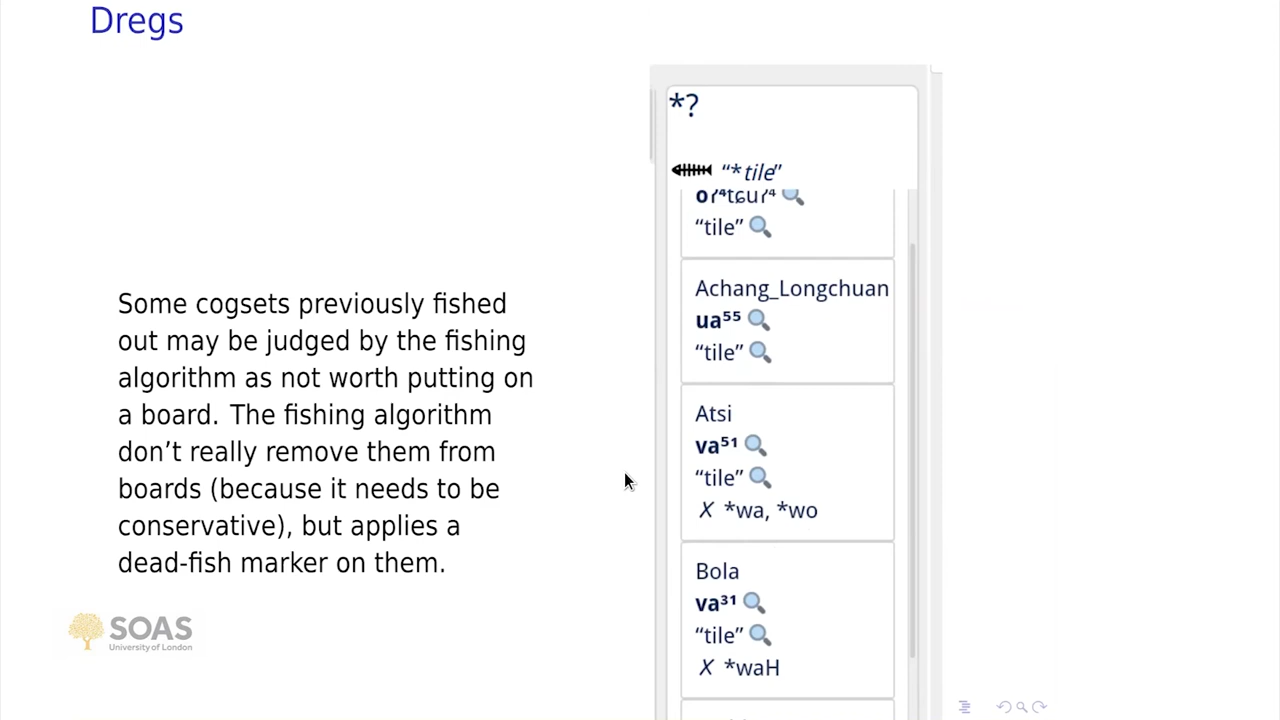 Dregs
Some cogsets previously fished
out may be judged by the fishing
algorithm as not worth putting on
a board. The fishing algorithm
don’t really remove them from
boards (because it needs to be
conservative), but applies a
dead-fish marker on them.
SOAS
University of London
*?
“*tile”
“tile”
Achang_Longchuan
ua⁵⁵
“tile”
Atsi
va⁵¹
“tile”
X *wa, *wo
Bola
va³¹
“tile”
X *waH